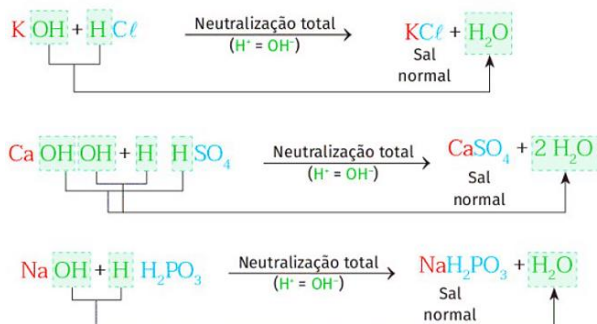 K OH + H Cℓ Neutralização total (H⁺ = OH⁻) KCℓ + H₂O
Sal
normal
Ca OH OH + H H SO₄ Neutralização total (H⁺ = OH⁻) CaSO₄ + 2 H₂O
Sal
normal
Na OH + H H₂PO₃ Neutralização total (H⁺ = OH⁻) NaH₂PO₃ + H₂O
Sal
normal